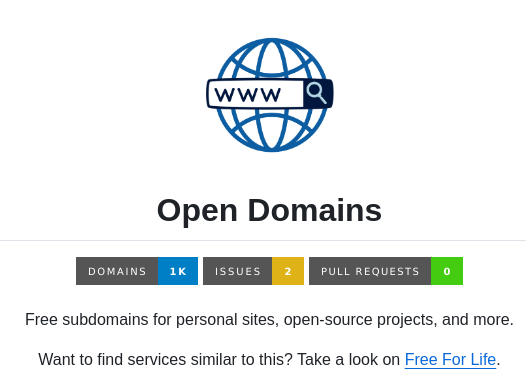 WWW
Open Domains
DOMAINS 1K ISSUES 2 PULL REQUESTS 0
Free subdomains for personal sites, open-source projects, and more.
Want to find services similar to this? Take a look on Free For Life.